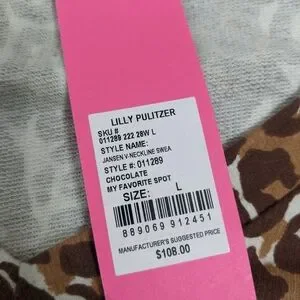 LILLY PULITZER
SKU #
011289 222 28W L
STYLE NAME:
JANSEN V-NECKLINE SWEA
STYLE #: 011289
CHOCOLATE
MY FAVORITE SPOT
SIZE: L
889069 912451
MANUFACTURER'S SUGGESTED PRICE
$108.00